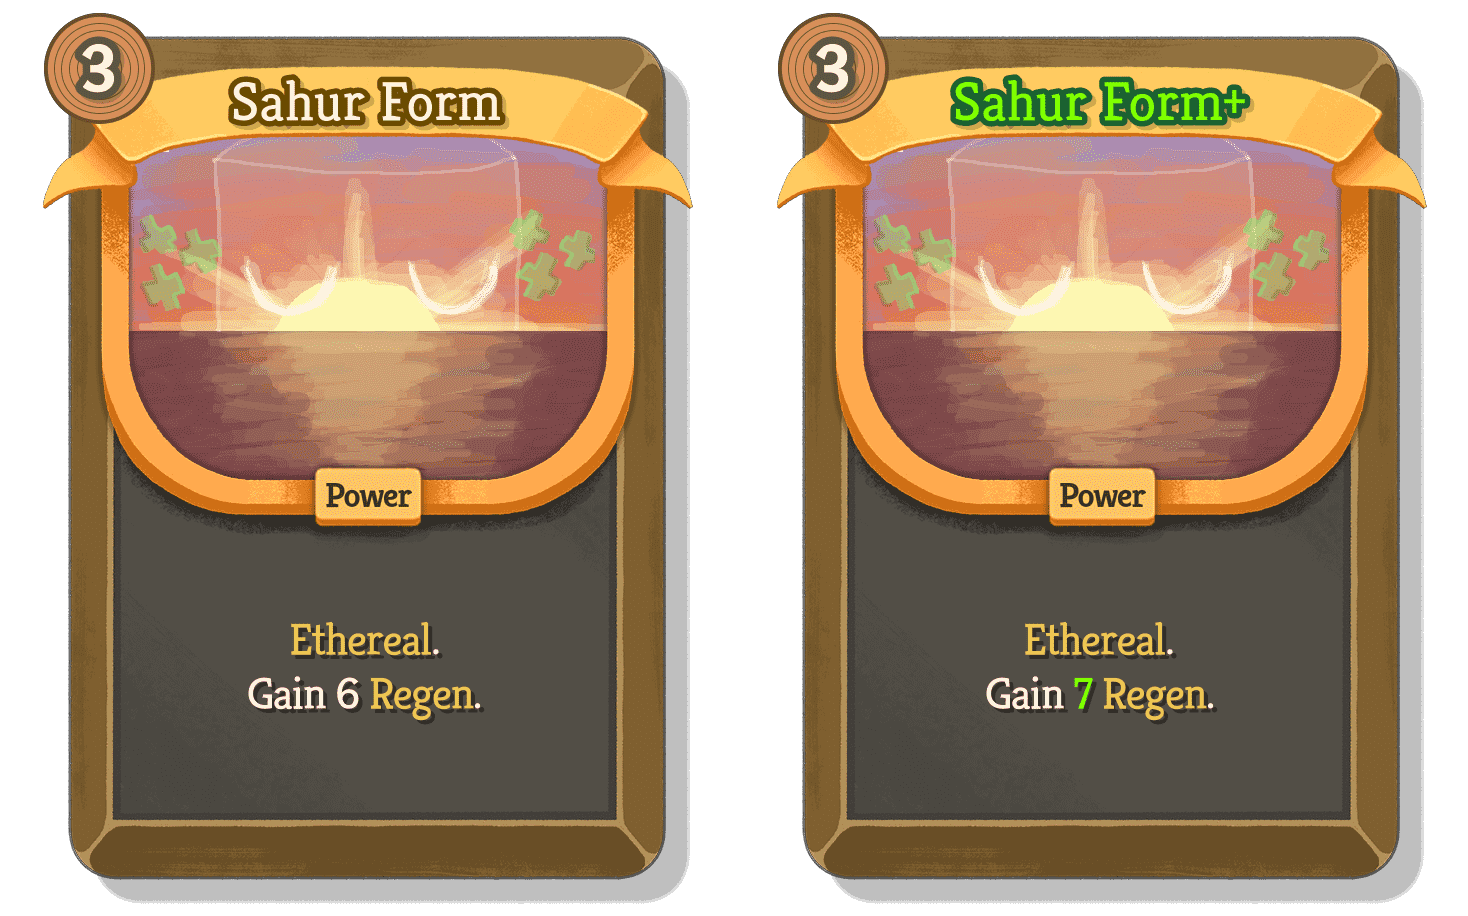 3
Sahur Form
Power
Ethereal.
Gain 6 Regen.
3
Sahur Form+
Power
Ethereal.
Gain 7 Regen.